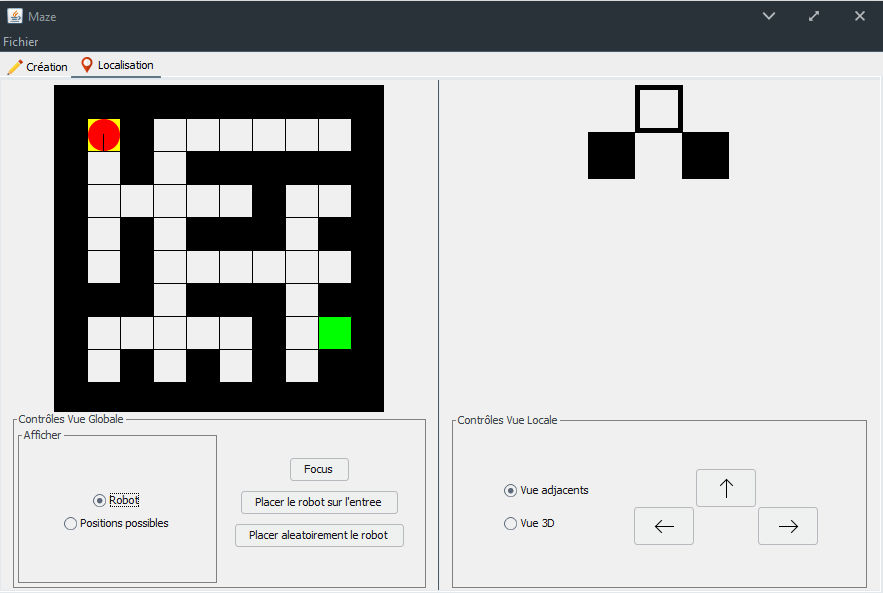 Maze
Fichier
Création
Localisation
Contrôles Vue Globale
Afficher
Robot
Positions possibles
Focus
Placer le robot sur l'entree
Placer aleatoirement le robot
Contrôles Vue Locale
Vue adjacents
Vue 3D